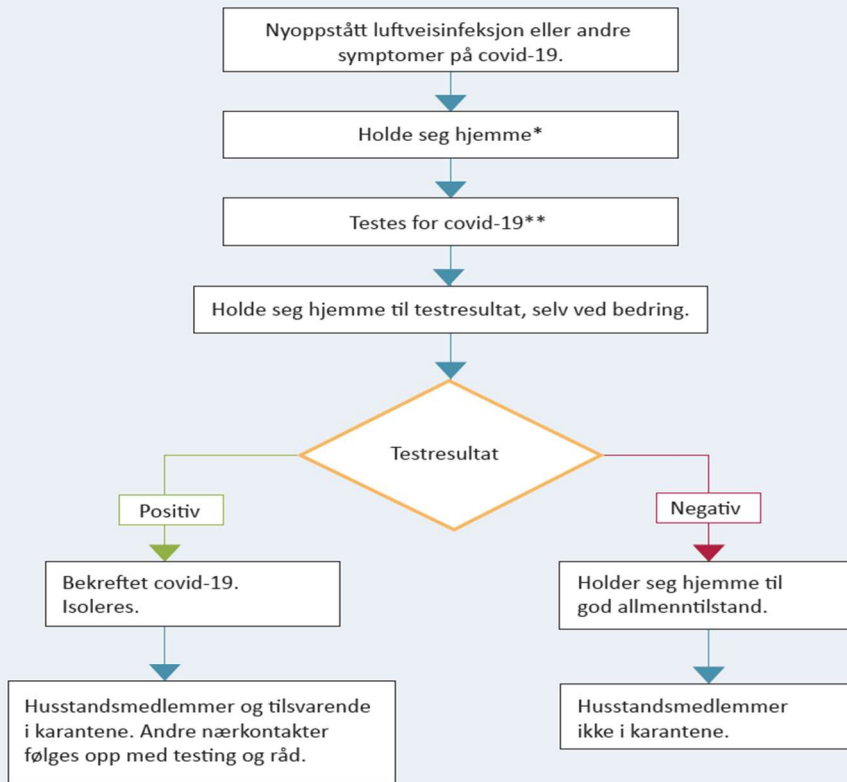 Nyoppstått luftveisinfeksjon eller andre
symptomer på covid-19.
Holde seg hjemme*
Testes for covid-19**
Holde seg hjemme til testresultat, selv ved bedring.
Testresultat
Positiv
Negativ
Bekreftet covid-19.
Isoleres.
Holder seg hjemme til
god allmenntilstand.
Husstandsmedlemmer og tilsvarende
i karantene. Andre nærkontakter
følges opp med testing og råd.
Husstandsmedlemmer
ikke i karantene.